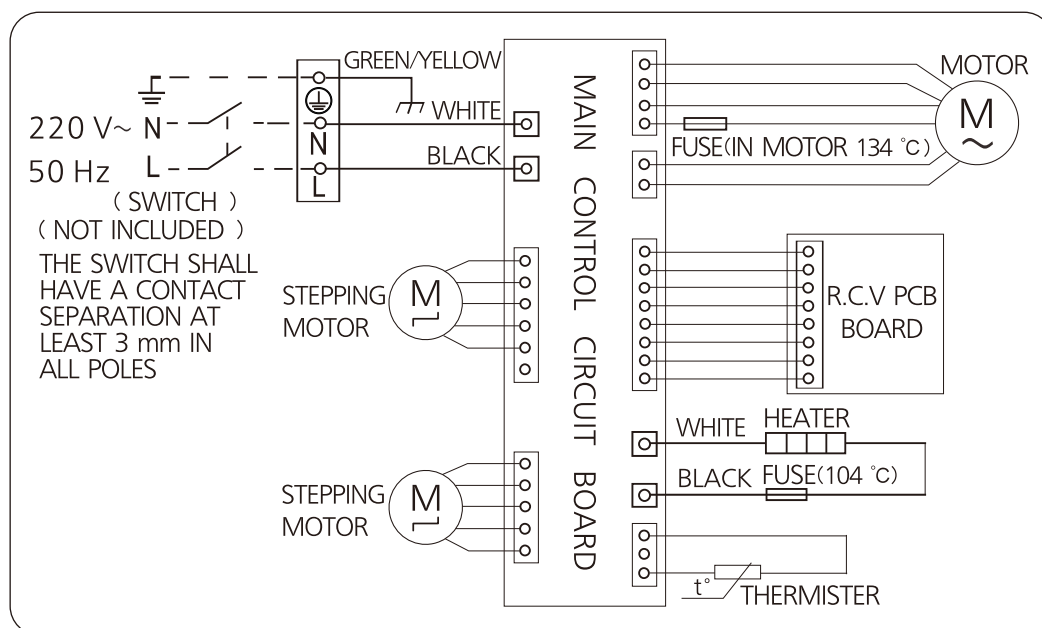 GREEN/YELLOW
WHITE
BLACK
220 V~ N
50 Hz L
N
L
( SWITCH )
( NOT INCLUDED )
THE SWITCH SHALL
HAVE A CONTACT
SEPARATION AT
LEAST 3 mm IN
ALL POLES
STEPPING
MOTOR
M
STEPPING
MOTOR
M
MAIN CONTROL CIRCUIT BOARD
MOTOR
M
~
FUSE(IN MOTOR 134 ℃)
R.C.V PCB
BOARD
WHITE
HEATER
BLACK
FUSE(104 ℃)
t°
THERMISTER